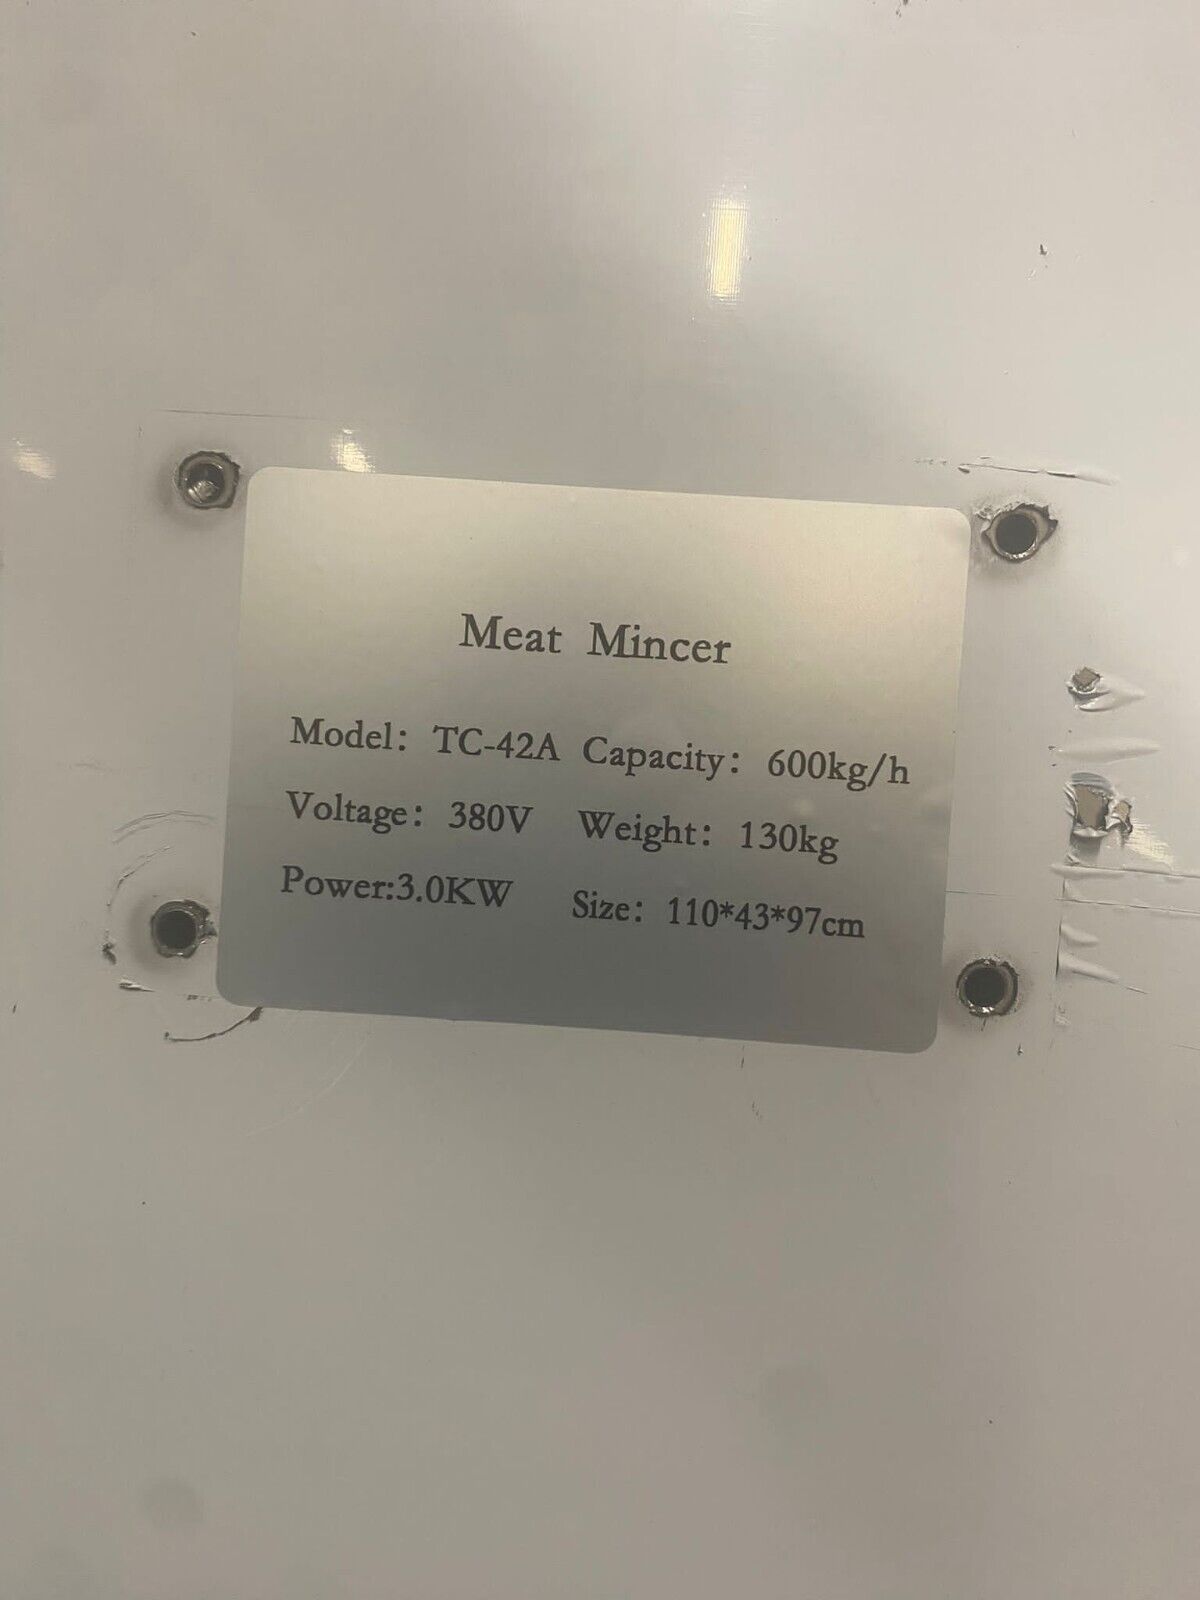 Meat Mincer
Model: TC-42A Capacity: 600kg/h
Voltage: 380V Weight: 130kg
Power:3.0KW Size: 110*43*97cm